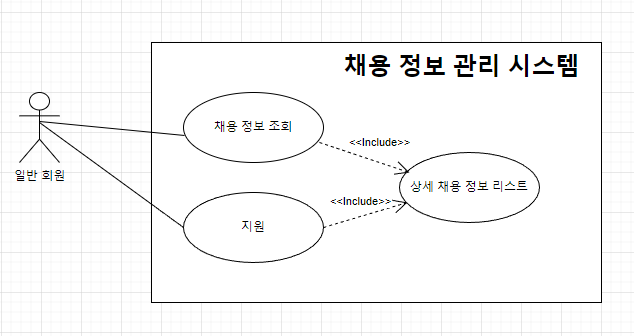 채용 정보 관리 시스템
채용 정보 조회
<<Include>>
일반 회원
상세 채용 정보 리스트
<<Include>>
지원